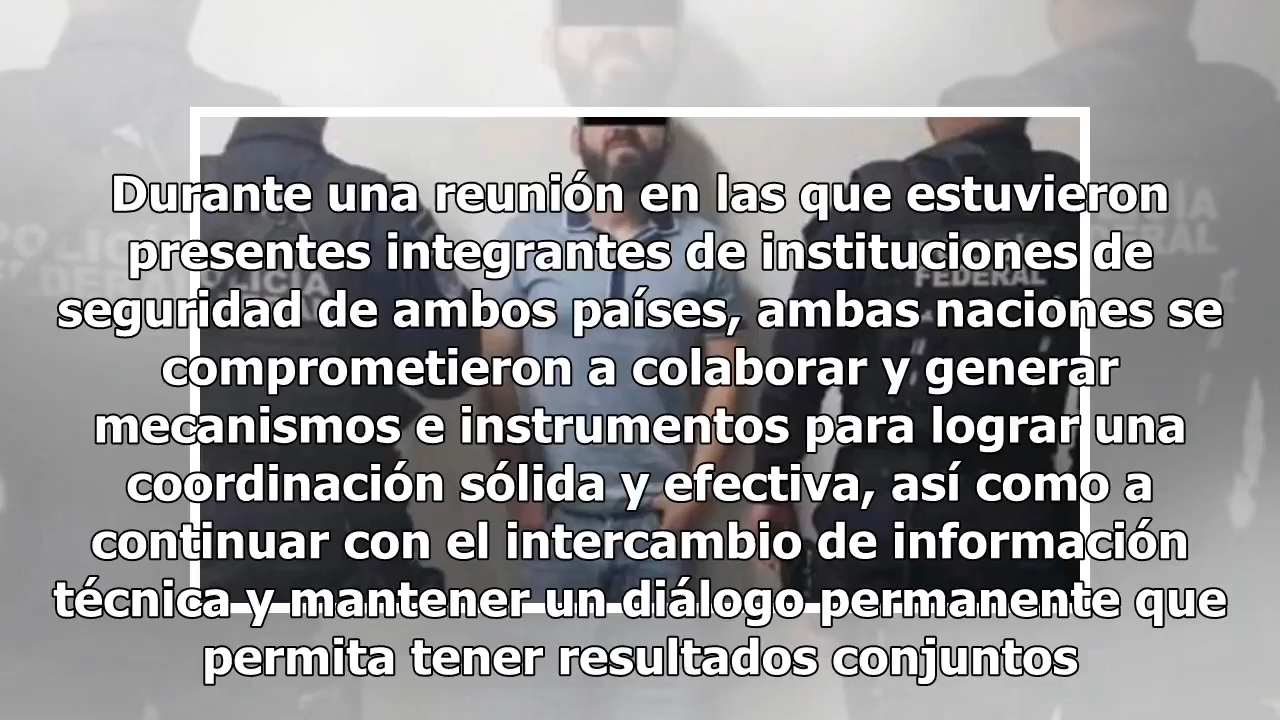 Durante una reunión en las que estuvieron
presentes integrantes de instituciones de
seguridad de ambos países, ambas naciones se
comprometieron a colaborar y generar
mecanismos e instrumentos para lograr una
coordinación sólida y efectiva, así como a
continuar con el intercambio de información
técnica y mantener un diálogo permanente que
permita tener resultados conjuntos
FEDERAL